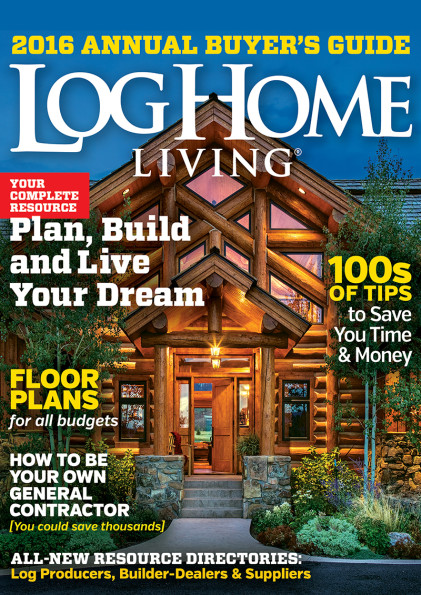 2016 ANNUAL BUYER'S GUIDE
LOGHOME
LIVING®
YOUR
COMPLETE
RESOURCE
Plan, Build
and Live
Your Dream
100s
OF TIPS
to Save
You Time
& Money
FLOOR
PLANS
for all budgets
HOW TO BE
YOUR OWN
GENERAL
CONTRACTOR
[You could save thousands]
ALL-NEW RESOURCE DIRECTORIES:
Log Producers, Builder-Dealers & Suppliers